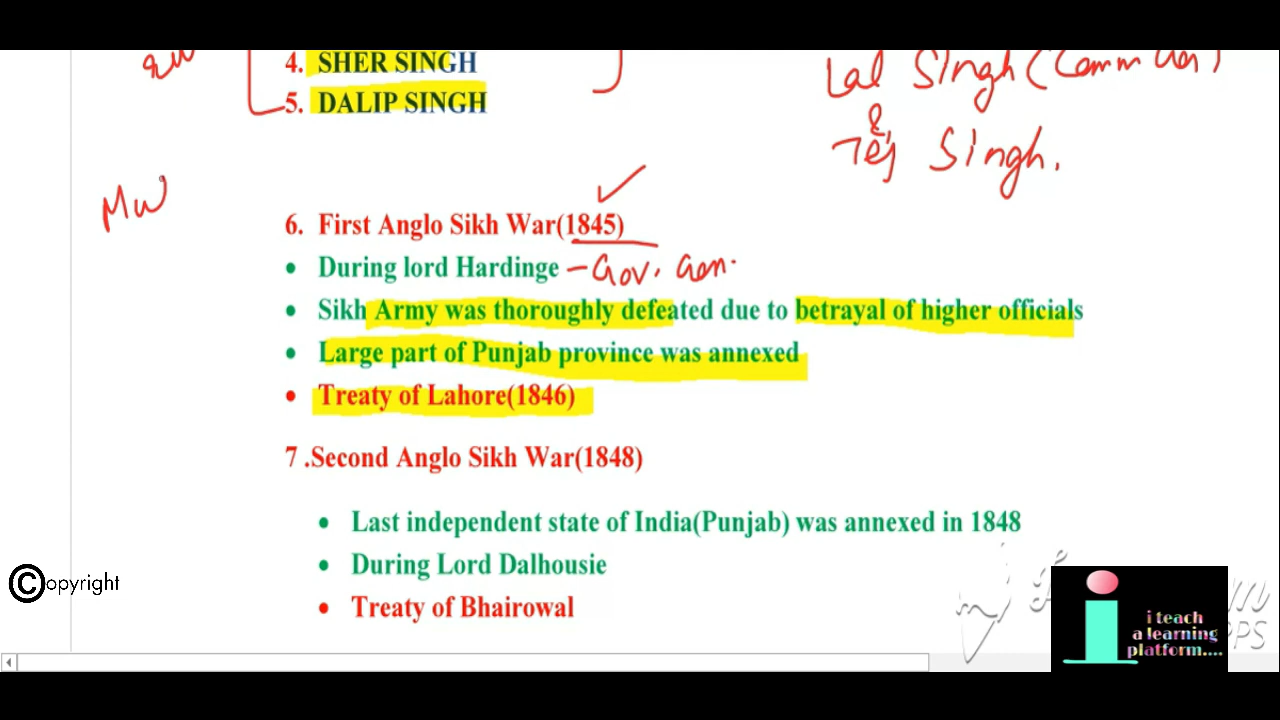 4. SHER SINGH
5. DALIP SINGH
Lal Singh (Comm
&
Tej Singh.
MW
6. First Anglo Sikh War(1845)
• During lord Hardinge – Gov. Gen.
• Sikh Army was thoroughly defeated due to betrayal of higher officials
• Large part of Punjab province was annexed
• Treaty of Lahore(1846)
7 .Second Anglo Sikh War(1848)
• Last independent state of India(Punjab) was annexed in 1848
• During Lord Dalhousie
• Treaty of Bhairowal
©opyright
i teach
a learning
platform....